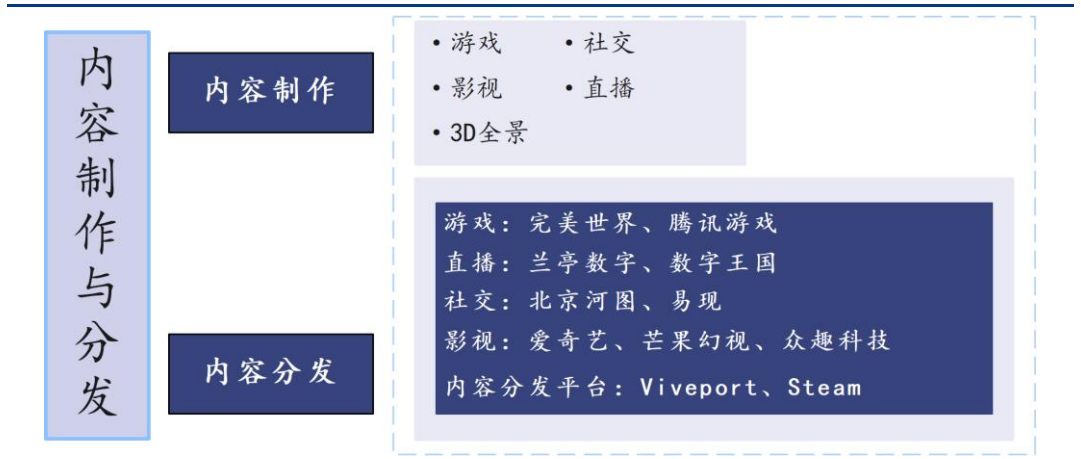 内容制作与分发
内容制作
• 游戏 • 社交
• 影视 • 直播
• 3D全景
内容分发
游戏：完美世界、腾讯游戏
直播：兰亭数字、数字王国
社交：北京河图、易现
影视：爱奇艺、芒果幻视、众趣科技
内容分发平台：Viveport、Steam